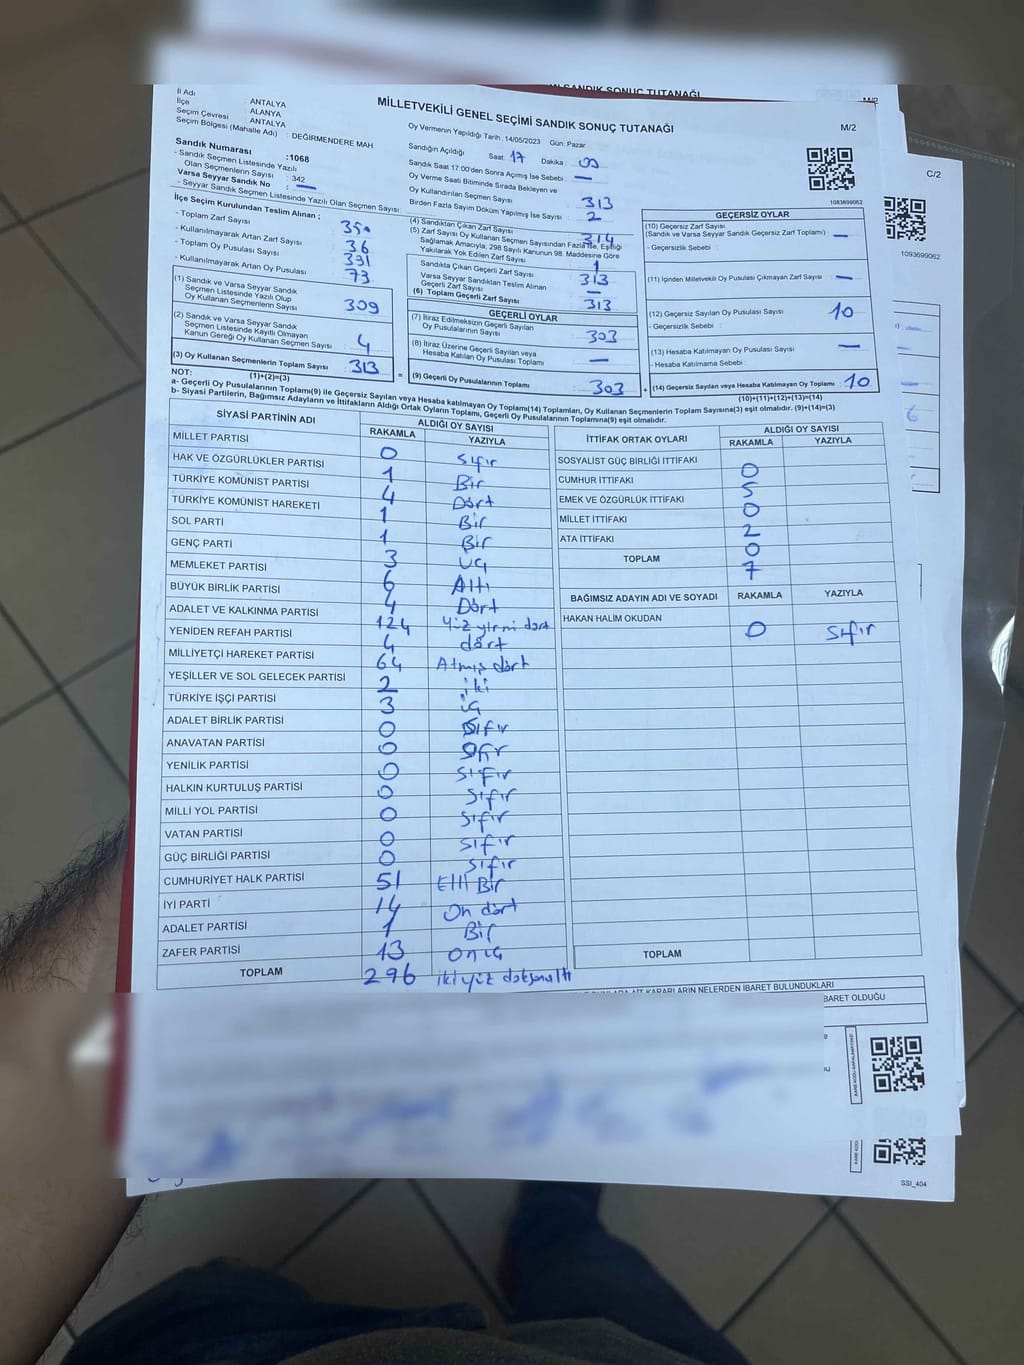 SANDIK SONUÇ TUTANAĞI
M/2
C/2
1093699062
İl Adı : ANTALYA
İlçe : ALANYA
Seçim Çevresi : ANTALYA
Seçim Bölgesi (Mahalle Adı) : DEĞİRMENDERE MAH.
MİLLETVEKİLİ GENEL SEÇİMİ SANDIK SONUÇ TUTANAĞI
M/2
Oy Vermenin Yapıldığı Tarih : 14/05/2023 Gün: Pazar
Sandığın Açıldığı Saat: 17 Dakika: 00
Sandık Saat 17:00'den Sonra Açılmış İse Sebebi : —
Oy Verme Saati Bitiminde Sırada Bekleyen ve
Oy Kullandırılan Seçmen Sayısı : 313
Birden Fazla Sayım Döküm Yapılmış İse Sayısı : 2
1083699062
Sandık Numarası :1068
- Sandık Seçmen Listesinde Yazılı
Olan Seçmenlerin Sayısı : 342
Varsa Seyyar Sandık No : —
- Seyyar Sandık Seçmen Listesinde Yazılı Olan Seçmen Sayısı:
İlçe Seçim Kurulundan Teslim Alınan ;
- Toplam Zarf Sayısı : 350
- Kullanılmayarak Artan Zarf Sayısı : 36
- Toplam Oy Pusulası Sayısı : 391
- Kullanılmayarak Artan Oy Pusulası : 73
(1) Sandık ve Varsa Seyyar Sandık
Seçmen Listesinde Yazılı Olup
Oy Kullanan Seçmenlerin Sayısı : 309
(2) Sandık ve Varsa Seyyar Sandık
Seçmen Listesinde Kayıtlı Olmayan
Kanun Gereği Oy Kullanan Seçmen Sayısı : 4
(3) Oy Kullanan Seçmenlerin Toplam Sayısı : 313
(1)+(2)=(3)
(4) Sandıktan Çıkan Zarf Sayısı : 314
(5) Zarf Sayısı Oy Kullanan Seçmen Sayısından Fazla İse, Eşitliği
Sağlamak Amacıyla, 298 Sayılı Kanunun 98. Maddesine Göre
Yakılarak Yok Edilen Zarf Sayısı : 1
Sandıkta Çıkan Geçerli Zarf Sayısı : 313
Varsa Seyyar Sandıktan Teslim Alınan
Geçerli Zarf Sayısı : —
(6) Toplam Geçerli Zarf Sayısı : 313
GEÇERLİ OYLAR
(7) İtiraz Edilmeksizin Geçerli Sayılan
Oy Pusulalarının Sayısı : 303
(8) İtiraz Üzerine Geçerli Sayılan veya
Hesaba Katılan Oy Pusulası Toplamı : —
= (9) Geçerli Oy Pusulalarının Toplamı : 303
GEÇERSİZ OYLAR
(10) Geçersiz Zarf Sayısı
(Sandık ve Varsa Seyyar Sandık Geçersiz Zarf Toplamı) : —
- Geçersizlik Sebebi :
(11) İçinden Milletvekili Oy Pusulası Çıkmayan Zarf Sayısı : —
(12) Geçersiz Sayılan Oy Pusulası Sayısı : 10
- Geçersizlik Sebebi :
(13) Hesaba Katılmayan Oy Pusulası Sayısı : —
- Hesaba Katılmama Sebebi :
+ (14) Geçersiz Sayılan veya Hesaba Katılmayan Oy Toplamı : 10
(10)+(11)+(12)+(13)=(14)
NOT:
a- Geçerli Oy Pusulalarının Toplamı(9) ile Geçersiz Sayılan veya Hesaba katılmayan Oy Toplamı(14) Toplamları, Oy Kullanan Seçmenlerin Toplam Sayısına(3) eşit olmalıdır. (9)+(14)=(3)
b- Siyasi Partilerin, Bağımsız Adayların ve İttifakların Aldığı Ortak Oyların Toplamı, Geçerli Oy Pusulalarının Toplamına(9) eşit olmalıdır.
SİYASİ PARTİNİN ADI ALDIĞI OY SAYISI
RAKAMLA YAZIYLA
MİLLET PARTİSİ 0 Sıfır
HAK VE ÖZGÜRLÜKLER PARTİSİ 1 Bir
TÜRKİYE KOMÜNİST PARTİSİ 4 Dört
TÜRKİYE KOMÜNİST HAREKETİ 1 Bir
SOL PARTİ 1 Bir
GENÇ PARTİ 3 Üç
MEMLEKET PARTİSİ 6 Altı
BÜYÜK BİRLİK PARTİSİ 4 Dört
ADALET VE KALKINMA PARTİSİ 124 Yüz yirmi dört
YENİDEN REFAH PARTİSİ 4 dört
MİLLİYETÇİ HAREKET PARTİSİ 64 Atmış dört
YEŞİLLER VE SOL GELECEK PARTİSİ 2 iki
TÜRKİYE İŞÇİ PARTİSİ 3 üç
ADALET BİRLİK PARTİSİ 0 Sıfır
ANAVATAN PARTİSİ 0 Sıfır
YENİLİK PARTİSİ 0 Sıfır
HALKIN KURTULUŞ PARTİSİ 0 Sıfır
MİLLİ YOL PARTİSİ 0 Sıfır
VATAN PARTİSİ 0 Sıfır
GÜÇ BİRLİĞİ PARTİSİ 0 Sıfır
CUMHURİYET HALK PARTİSİ 51 Elli Bir
İYİ PARTİ 14 On dört
ADALET PARTİSİ 1 Bir
ZAFER PARTİSİ 13 onüç
TOPLAM 296 ikiyüz doksanaltı
İTTİFAK ORTAK OYLARI ALDIĞI OY SAYISI
RAKAMLA YAZIYLA
SOSYALİST GÜÇ BİRLİĞİ İTTİFAKI 0
CUMHUR İTTİFAKI 5
EMEK VE ÖZGÜRLÜK İTTİFAKI 0
MİLLET İTTİFAKI 2
ATA İTTİFAKI 0
TOPLAM 7
BAĞIMSIZ ADAYIN ADI VE SOYADI RAKAMLA YAZIYLA
HAKAN HALİM OKUDAN 0 Sıfır
TOPLAM
KARARLARIN NELERDEN İBARET BULUNDUKLARI
BARET OLDUĞU
SSI_404